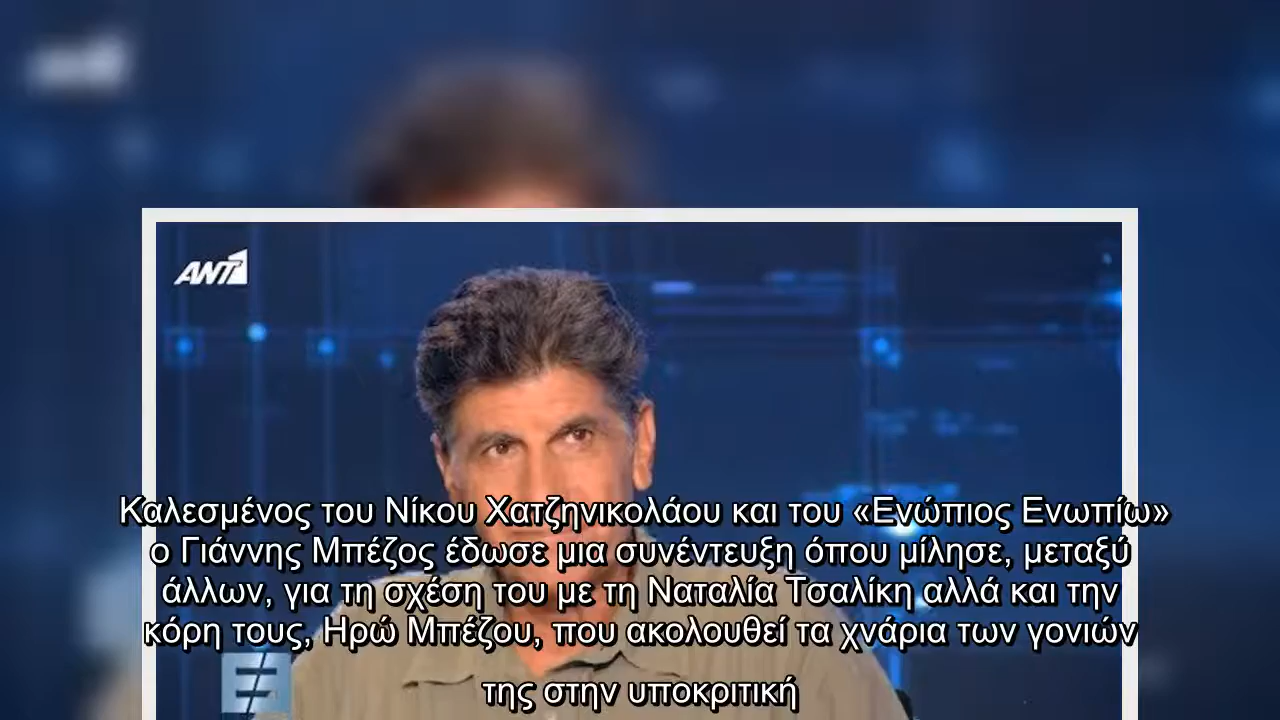 ANT1
Καλεσμένος του Νίκου Χατζηνικολάου και του «Ενώπιος Ενωπίω»
ο Γιάννης Μπέζος έδωσε μια συνέντευξη όπου μίλησε, μεταξύ
άλλων, για τη σχέση του με τη Ναταλία Τσαλίκη αλλά και την
κόρη τους, Ηρώ Μπέζου, που ακολουθεί τα χνάρια των γονιών
της στην υποκριτική